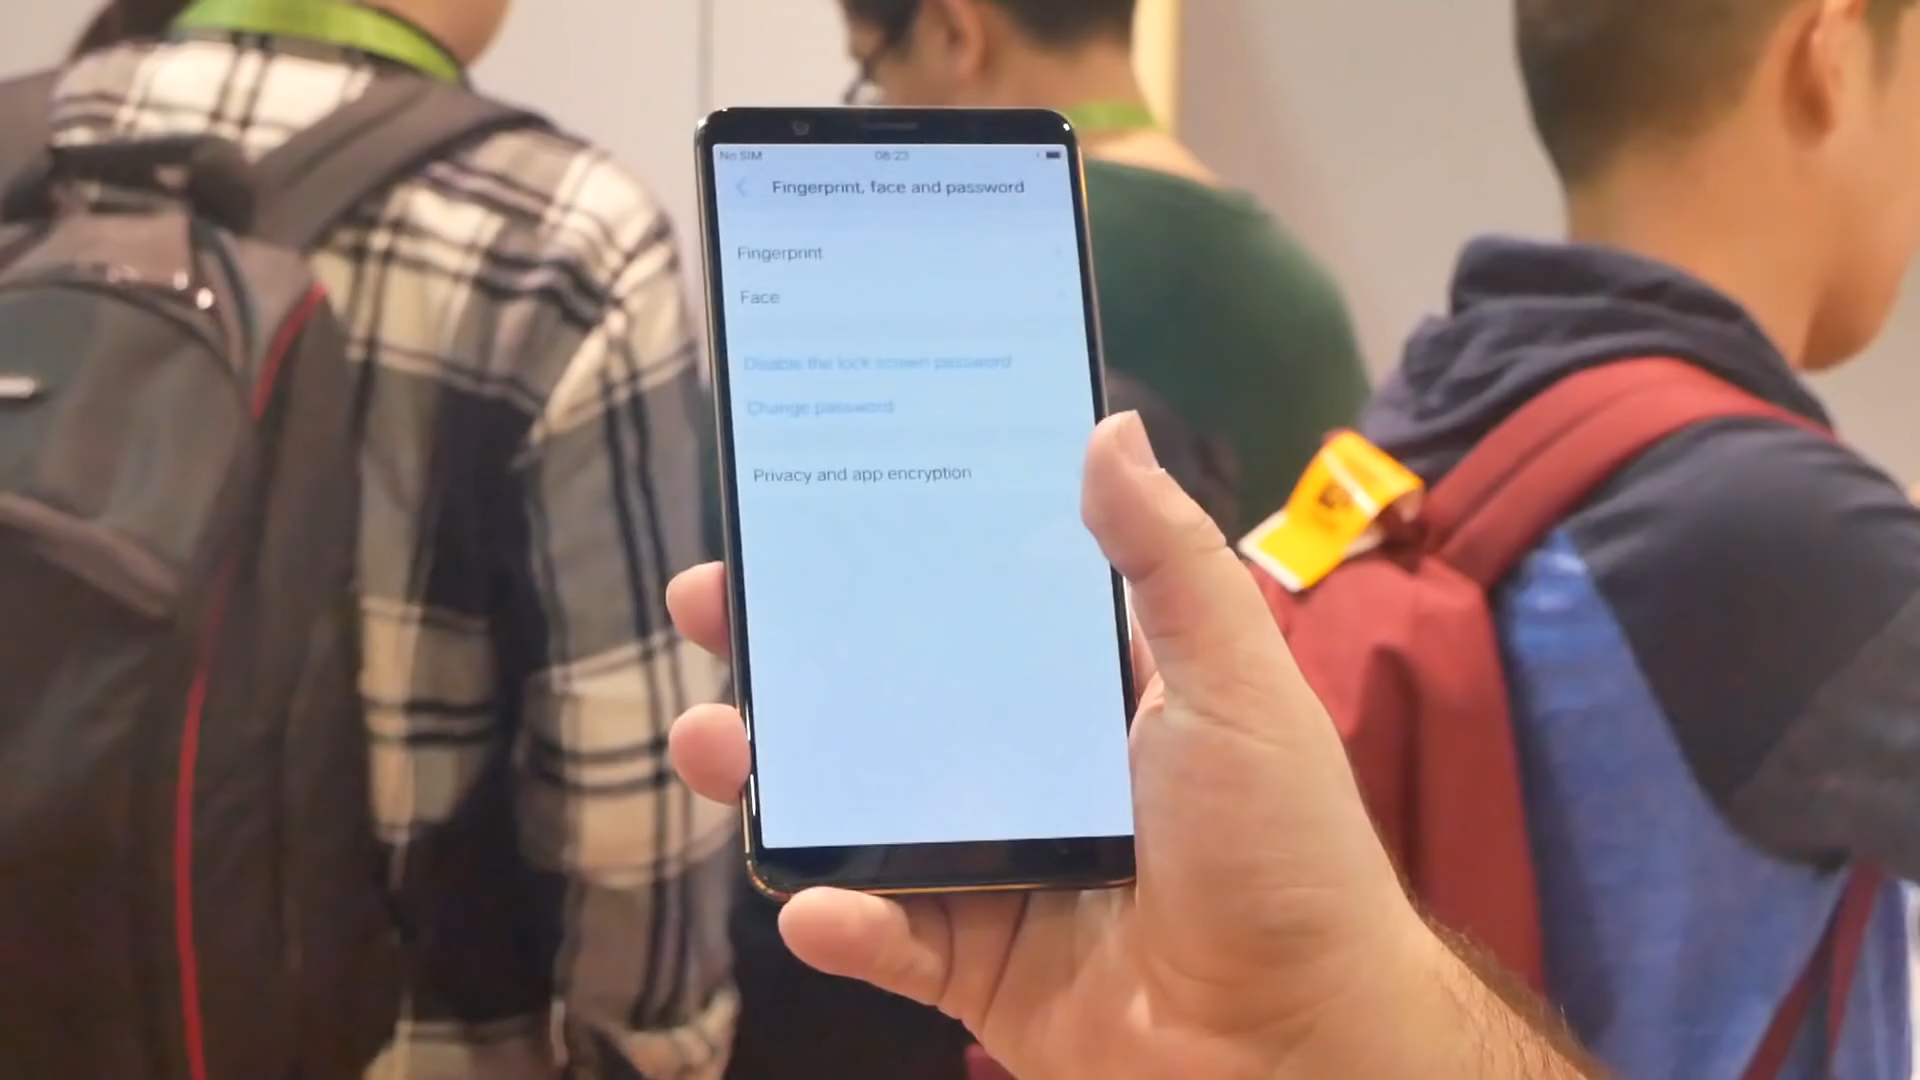 No SIM 08:23
Fingerprint, face and password
Fingerprint
Face
Disable the lock screen password
Change password
Privacy and app encryption